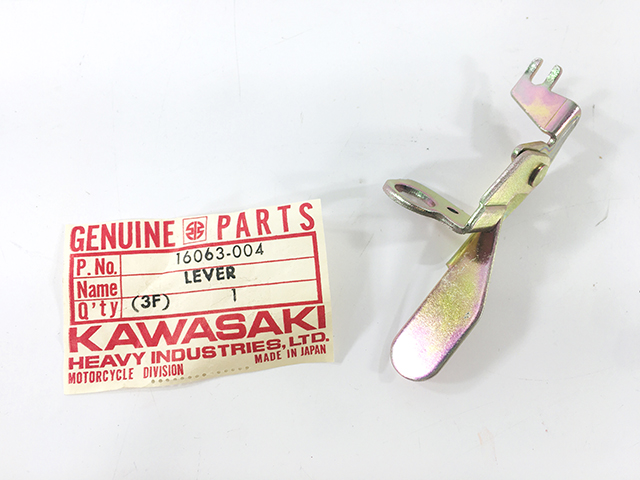 GENUINE PARTS
P. No. 16063-004
Name LEVER
Q'ty (3F) 1
KAWASAKI
HEAVY INDUSTRIES, LTD.
MOTORCYCLE DIVISION MADE IN JAPAN